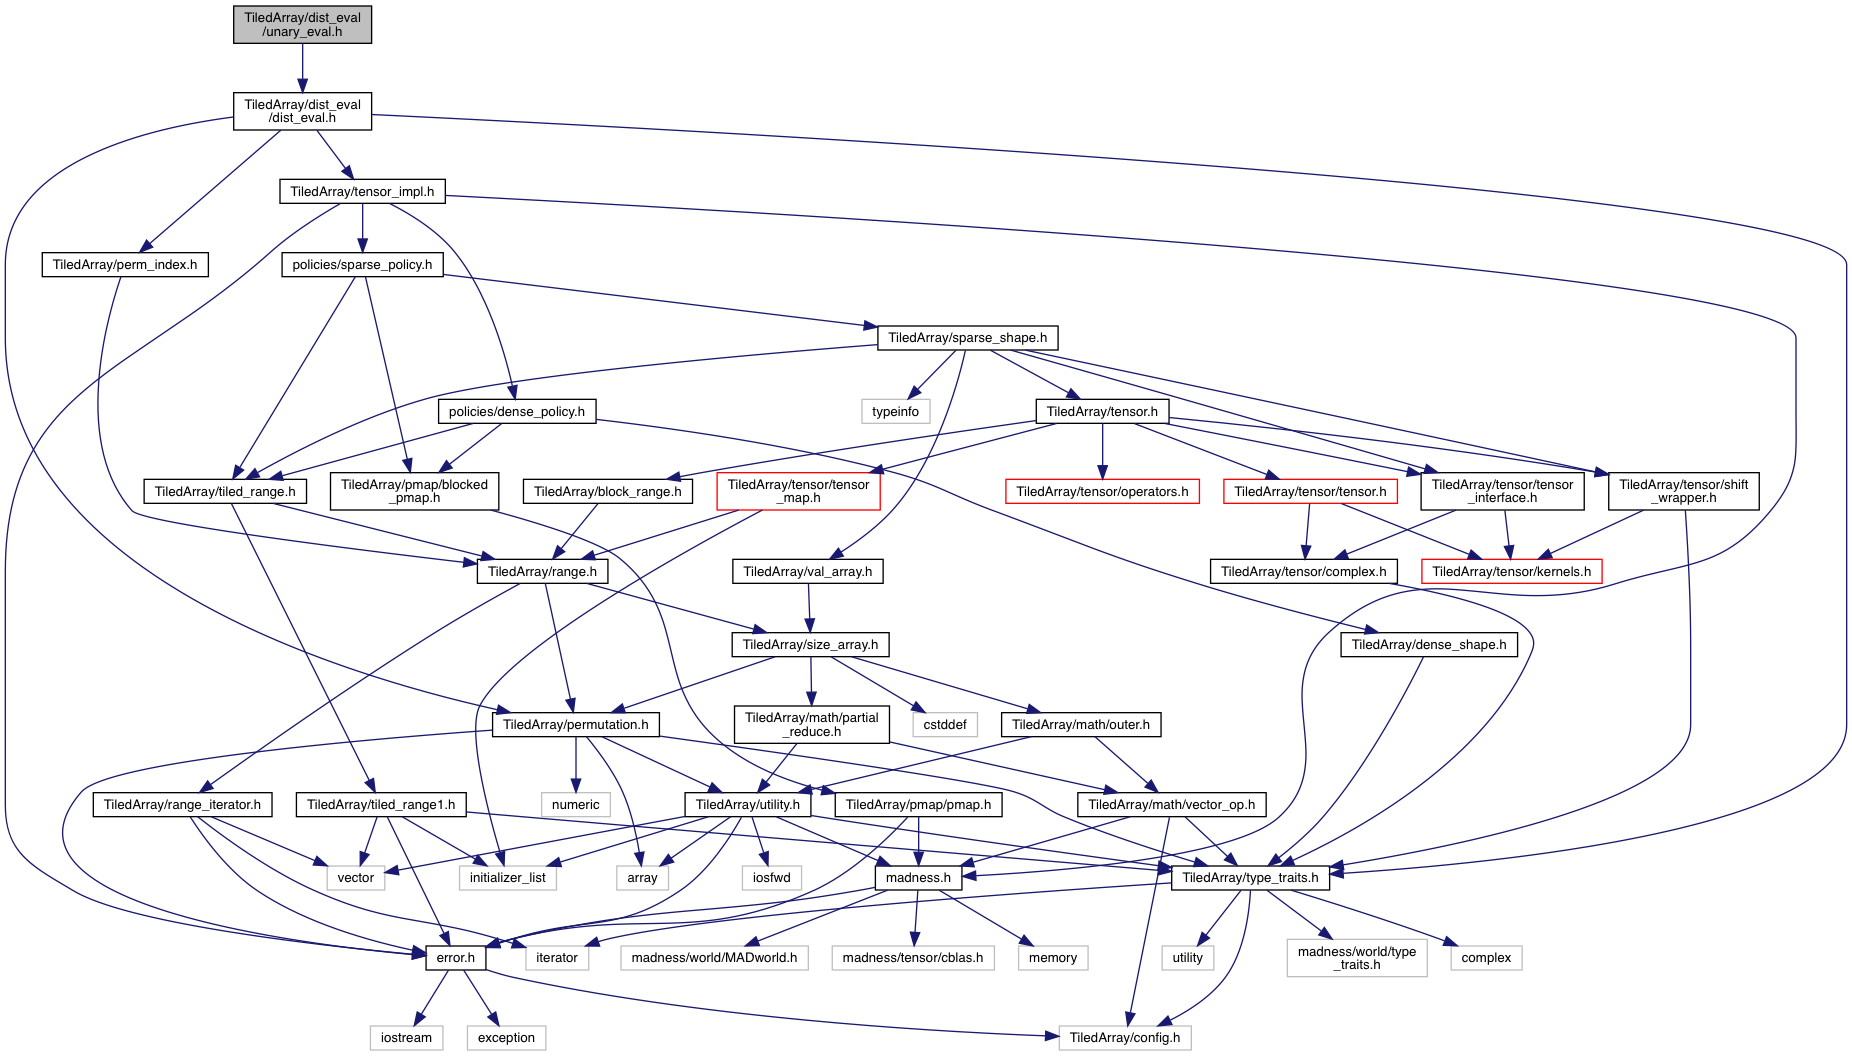 TiledArray/dist_eval
/unary_eval.h
TiledArray/dist_eval
/dist_eval.h
TiledArray/tensor_impl.h
TiledArray/perm_index.h
policies/sparse_policy.h
TiledArray/sparse_shape.h
policies/dense_policy.h
typeinfo
TiledArray/tensor.h
TiledArray/tiled_range.h
TiledArray/pmap/blocked
_pmap.h
TiledArray/block_range.h
TiledArray/tensor/tensor
_map.h
TiledArray/tensor/operators.h
TiledArray/tensor/tensor.h
TiledArray/tensor/tensor
_interface.h
TiledArray/tensor/shift
_wrapper.h
TiledArray/range.h
TiledArray/val_array.h
TiledArray/tensor/complex.h
TiledArray/tensor/kernels.h
TiledArray/size_array.h
TiledArray/dense_shape.h
TiledArray/permutation.h
TiledArray/math/partial
_reduce.h
cstddef
TiledArray/math/outer.h
TiledArray/range_iterator.h
TiledArray/tiled_range1.h
numeric
TiledArray/utility.h
TiledArray/pmap/pmap.h
TiledArray/math/vector_op.h
vector
initializer_list
array
iosfwd
madness.h
TiledArray/type_traits.h
error.h
iterator
madness/world/MADworld.h
madness/tensor/cblas.h
memory
utility
madness/world/type
_traits.h
complex
iostream
exception
TiledArray/config.h